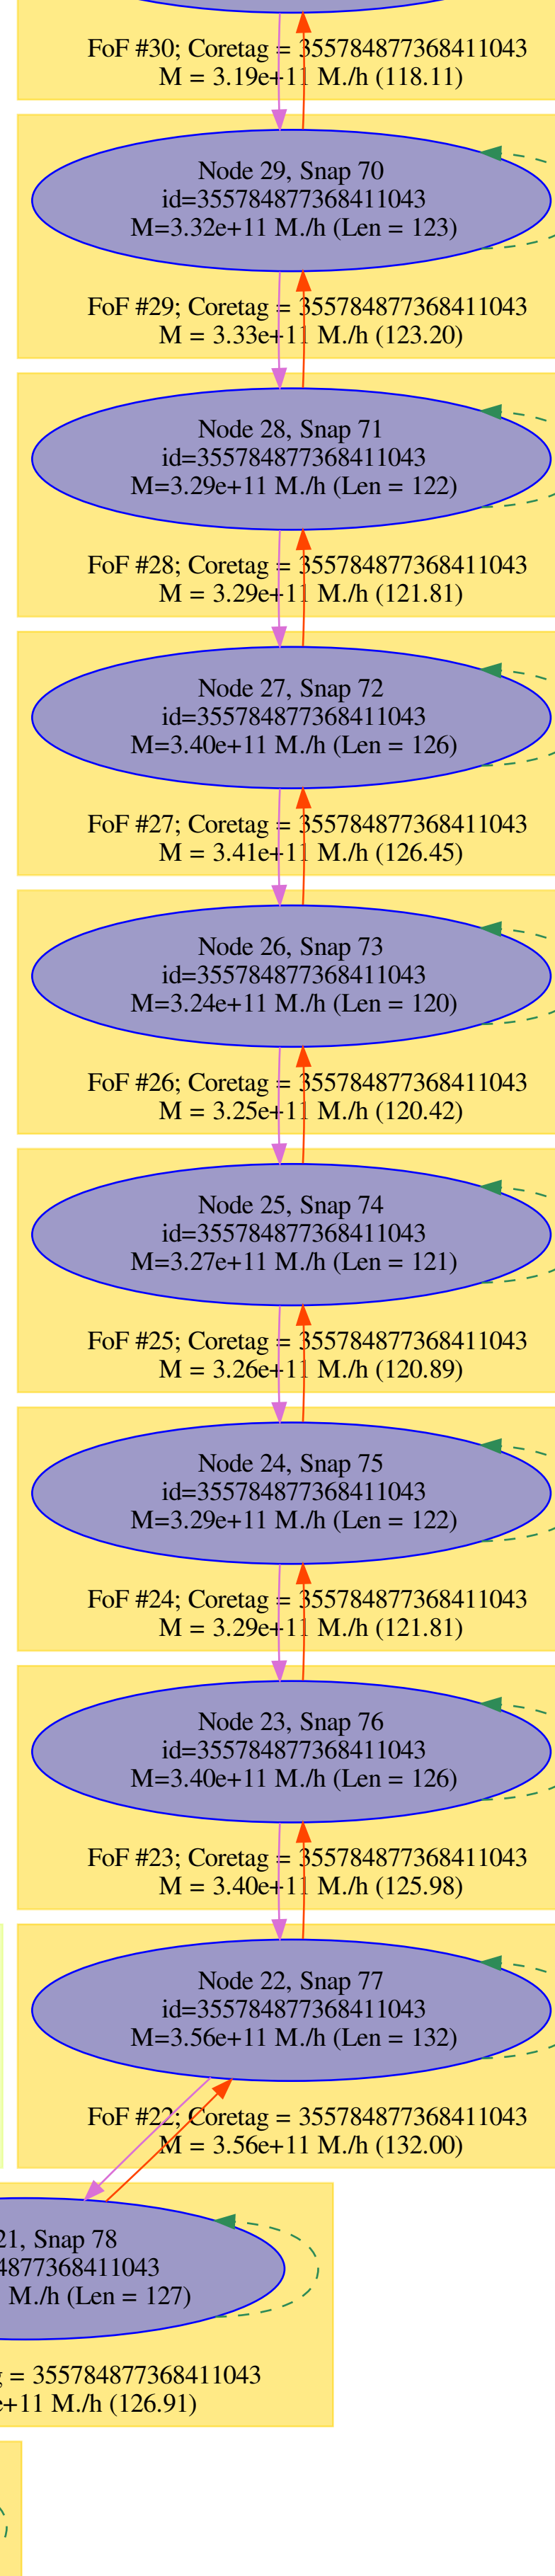 FoF #30; Coretag = 355784877368411043
M = 3.19e+11 M./h (118.11)
Node 29, Snap 70
id=355784877368411043
M=3.32e+11 M./h (Len = 123)
FoF #29; Coretag = 355784877368411043
M = 3.33e+11 M./h (123.20)
Node 28, Snap 71
id=355784877368411043
M=3.29e+11 M./h (Len = 122)
FoF #28; Coretag = 355784877368411043
M = 3.29e+11 M./h (121.81)
Node 27, Snap 72
id=355784877368411043
M=3.40e+11 M./h (Len = 126)
FoF #27; Coretag = 355784877368411043
M = 3.41e+11 M./h (126.45)
Node 26, Snap 73
id=355784877368411043
M=3.24e+11 M./h (Len = 120)
FoF #26; Coretag = 355784877368411043
M = 3.25e+11 M./h (120.42)
Node 25, Snap 74
id=355784877368411043
M=3.27e+11 M./h (Len = 121)
FoF #25; Coretag = 355784877368411043
M = 3.26e+11 M./h (120.89)
Node 24, Snap 75
id=355784877368411043
M=3.29e+11 M./h (Len = 122)
FoF #24; Coretag = 355784877368411043
M = 3.29e+11 M./h (121.81)
Node 23, Snap 76
id=355784877368411043
M=3.40e+11 M./h (Len = 126)
FoF #23; Coretag = 355784877368411043
M = 3.40e+11 M./h (125.98)
Node 22, Snap 77
id=355784877368411043
M=3.56e+11 M./h (Len = 132)
FoF #22; Coretag = 355784877368411043
M = 3.56e+11 M./h (132.00)
21, Snap 78
4877368411043
M./h (Len = 127)
= 355784877368411043
e+11 M./h (126.91)